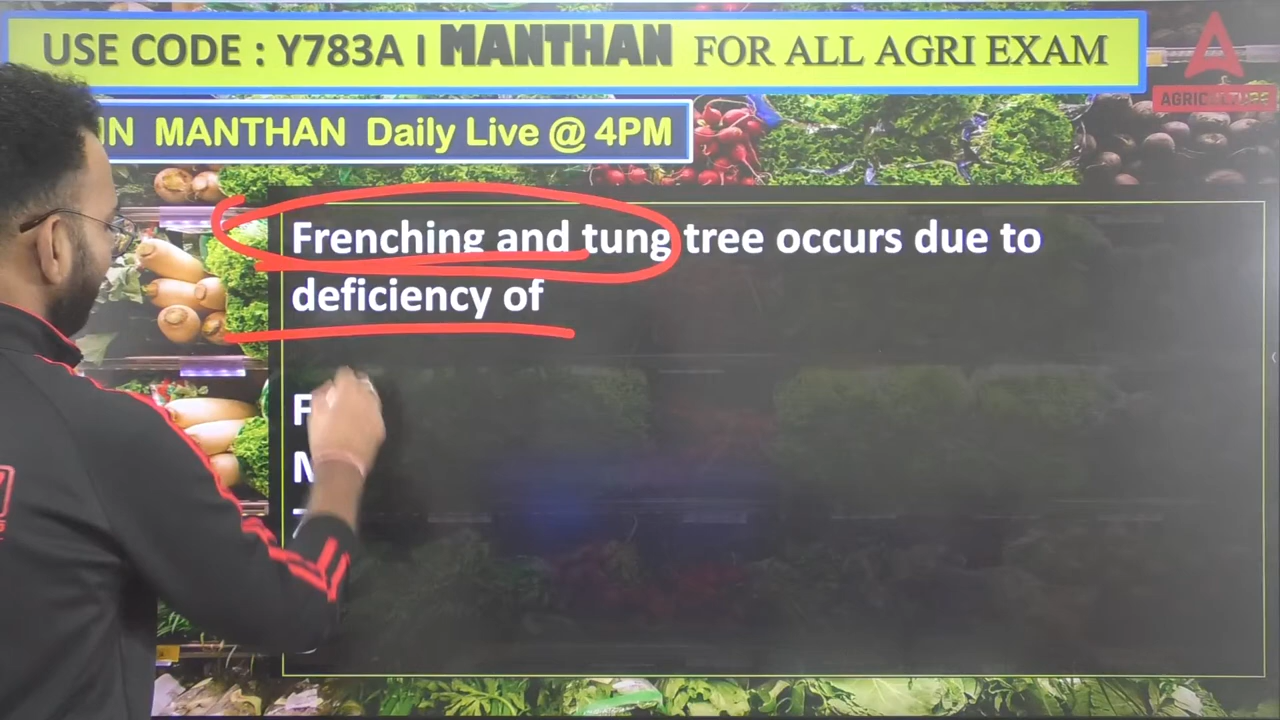 USE CODE : Y783A I MANTHAN FOR ALL AGRI EXAM
AGRICULTURE
IN MANTHAN Daily Live @ 4PM
Frenching and tung tree occurs due to
deficiency of